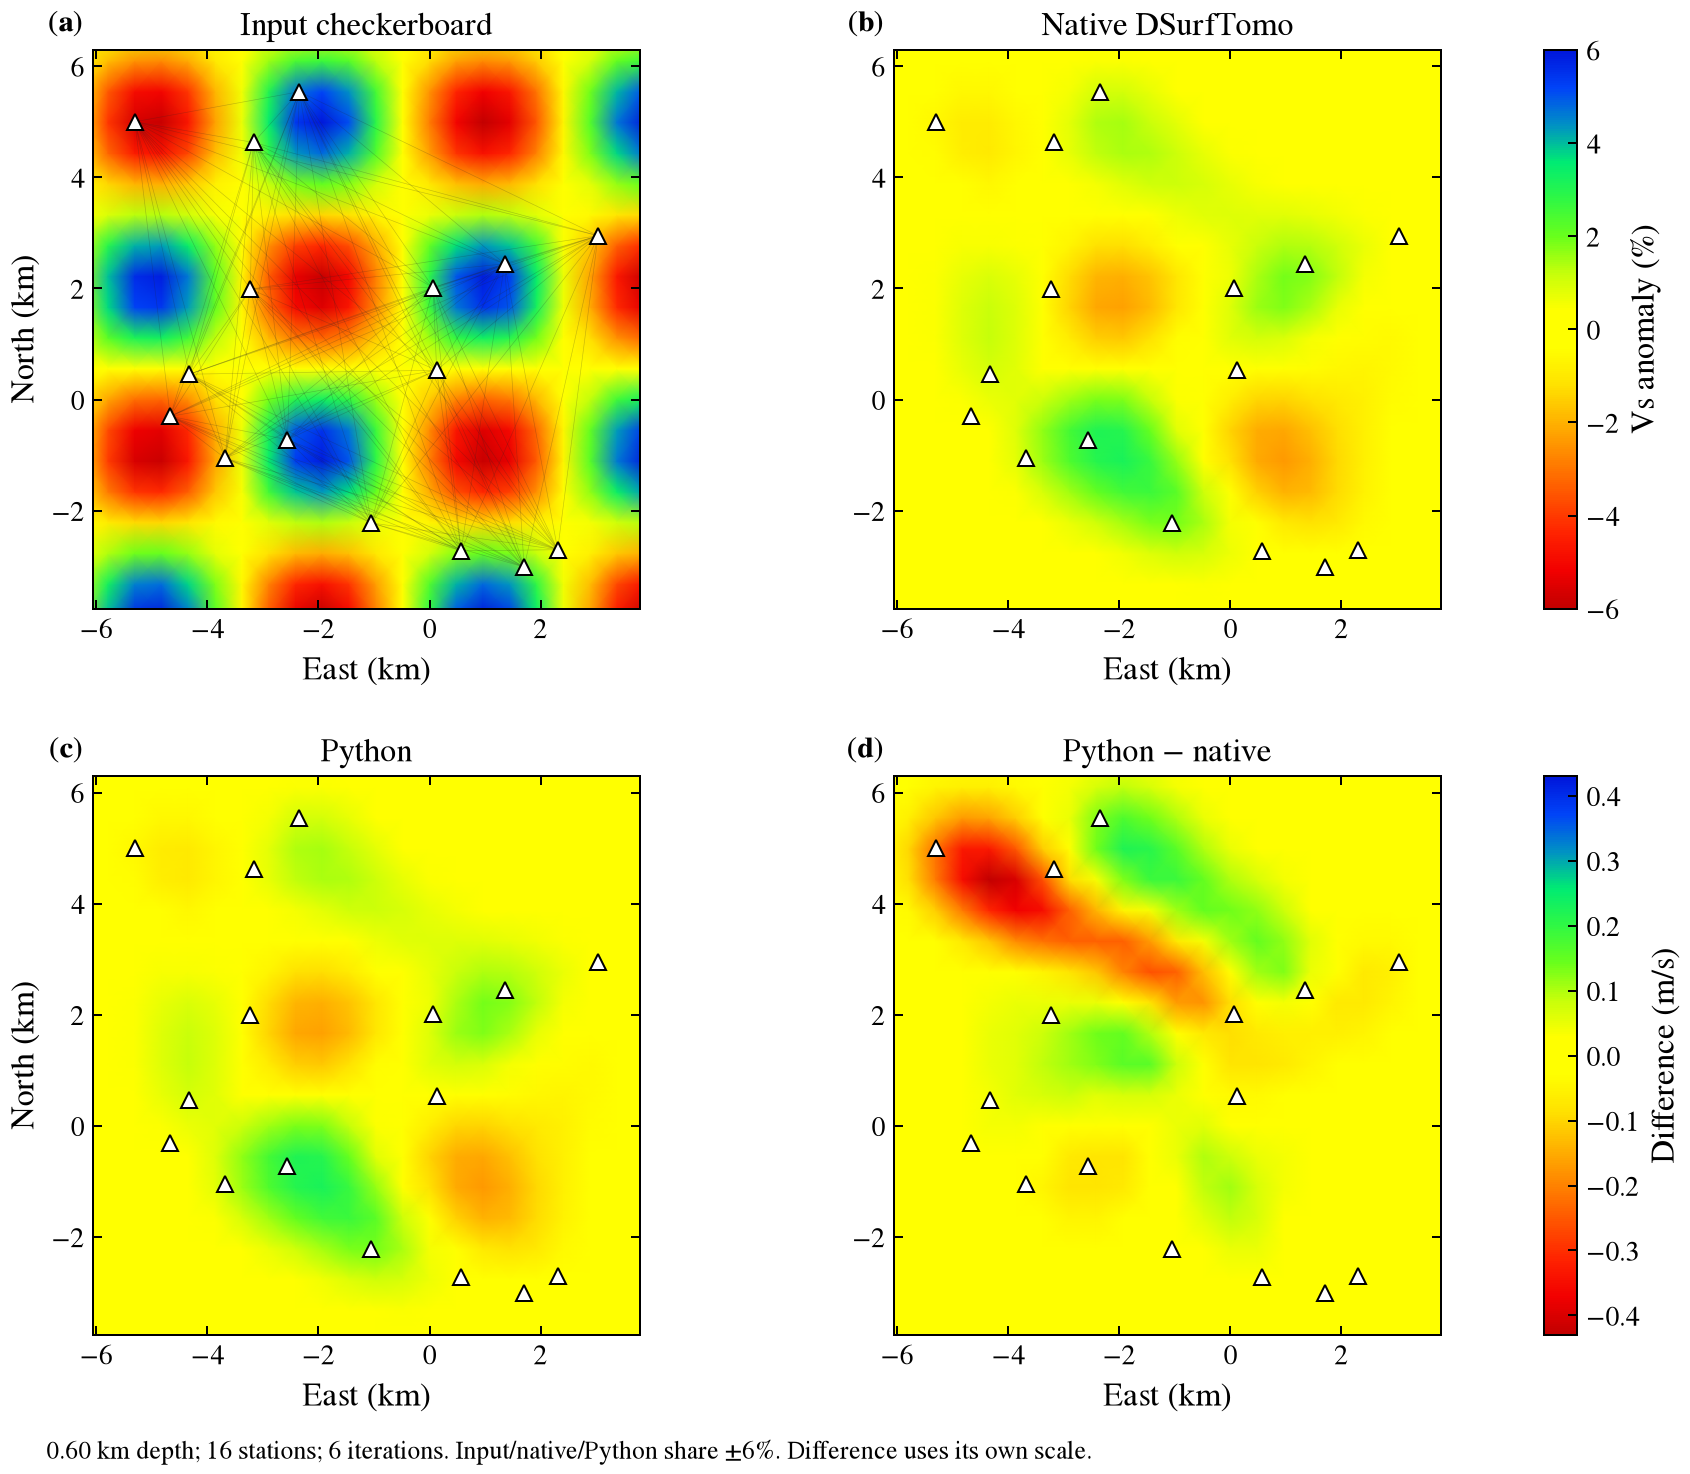 (a) Input checkerboard
(b) Native DSurfTomo
6
4
2
0
−2
−6 −4 −2 0 2
North (km)
East (km)
6
4
2
0
−2
−6 −4 −2 0 2
East (km)
6
4
2
0
−2
−4
−6
Vs anomaly (%)
(c) Python
(d) Python − native
6
4
2
0
−2
−6 −4 −2 0 2
North (km)
East (km)
6
4
2
0
−2
−6 −4 −2 0 2
East (km)
0.4
0.3
0.2
0.1
0.0
−0.1
−0.2
−0.3
−0.4
Difference (m/s)
0.60 km depth; 16 stations; 6 iterations. Input/native/Python share ±6%. Difference uses its own scale.